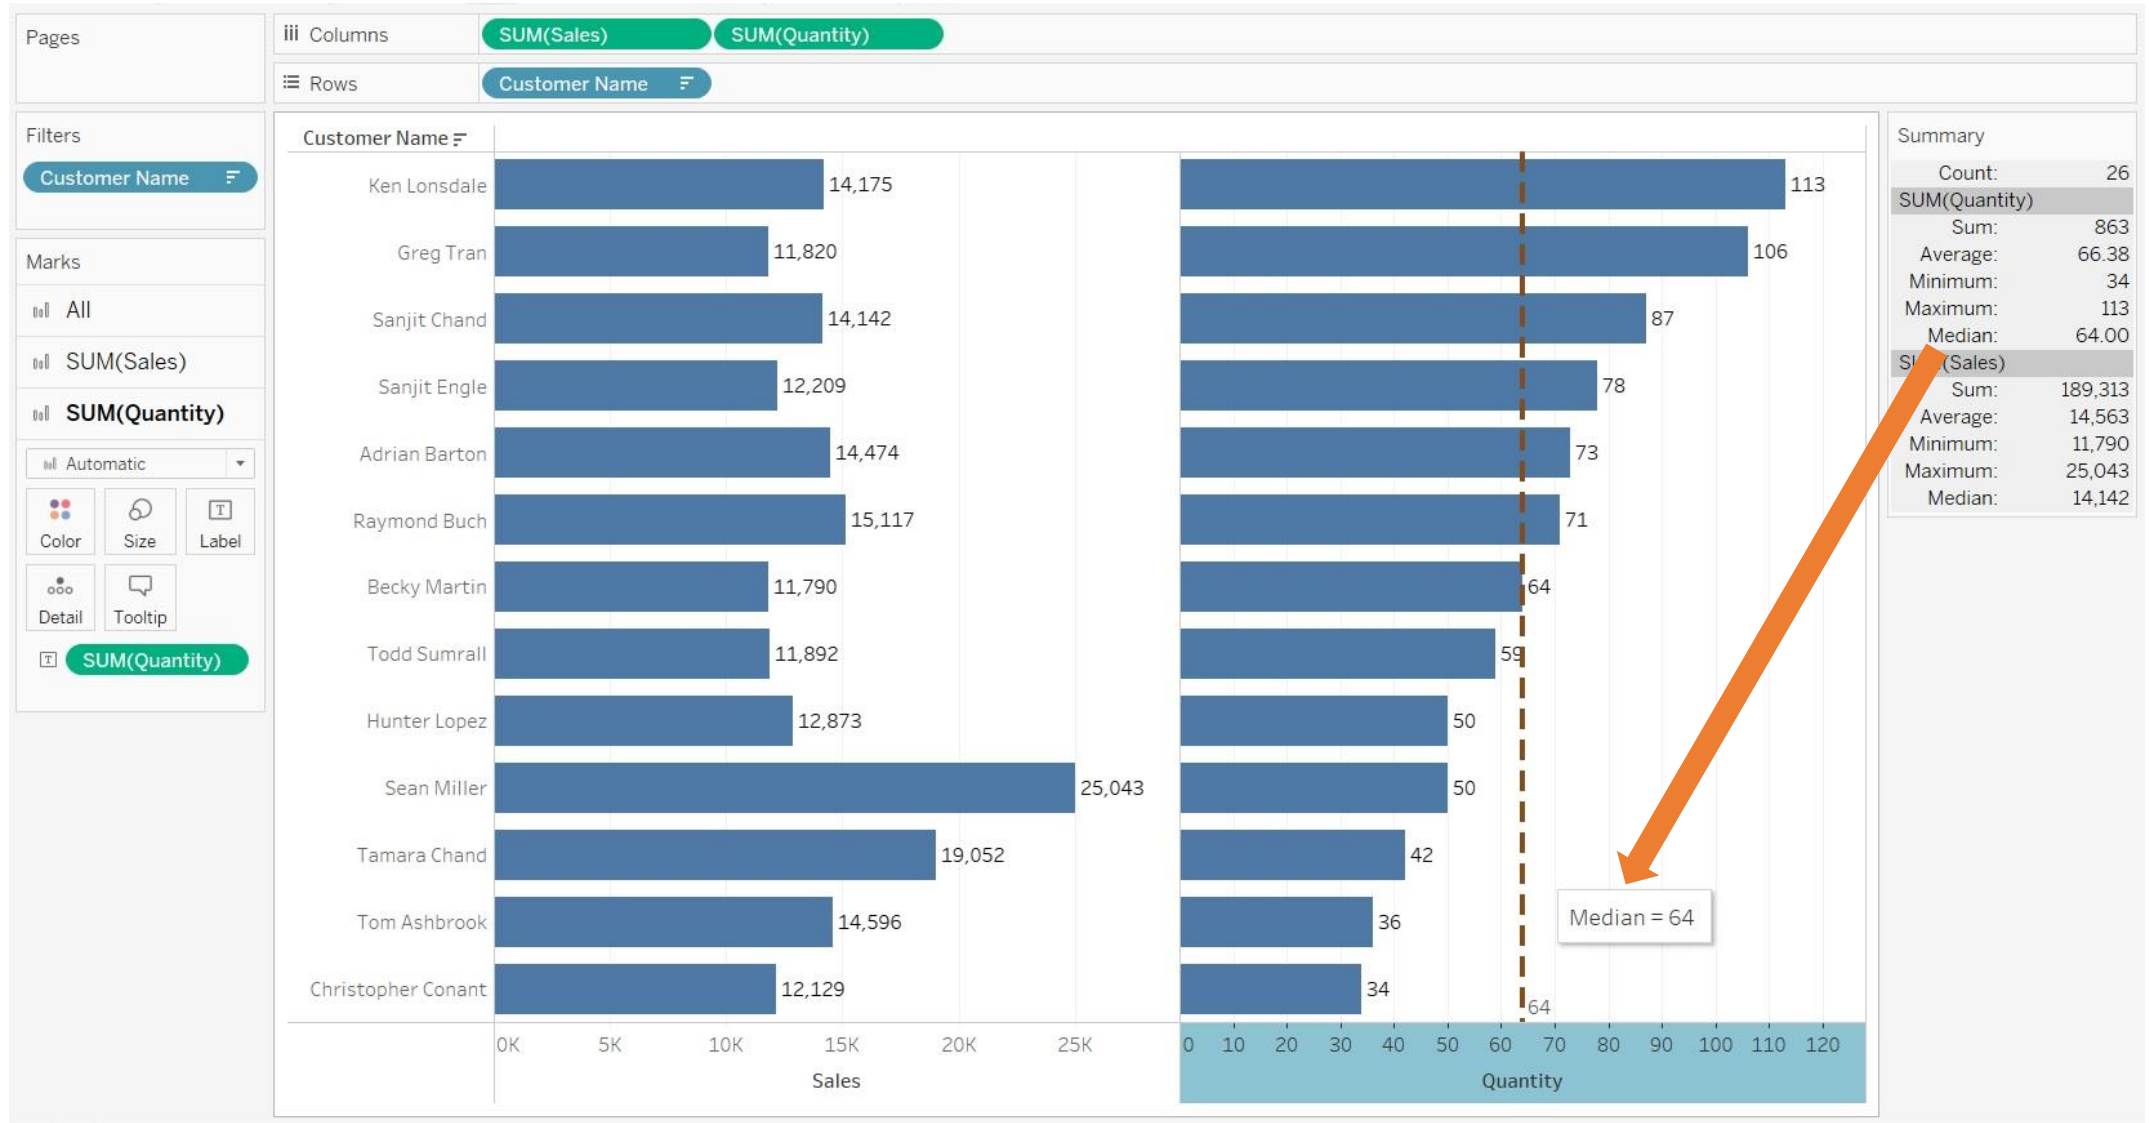 Pages
Columns SUM(Sales) SUM(Quantity)
Rows Customer Name
Filters
Customer Name
Marks
All
SUM(Sales)
SUM(Quantity)
Automatic
Color Size Label
Detail Tooltip
SUM(Quantity)
Customer Name
Ken Lonsdale 14,175 113
Greg Tran 11,820 106
Sanjit Chand 14,142 87
Sanjit Engle 12,209 78
Adrian Barton 14,474 73
Raymond Buch 15,117 71
Becky Martin 11,790 64
Todd Sumrall 11,892 59
Hunter Lopez 12,873 50
Sean Miller 25,043 50
Tamara Chand 19,052 42
Tom Ashbrook 14,596 36
Median = 64
Christopher Conant 12,129 34
64
0K 5K 10K 15K 20K 25K 0 10 20 30 40 50 60 70 80 90 100 110 120
Sales Quantity
Summary
Count: 26
SUM(Quantity)
Sum: 863
Average: 66.38
Minimum: 34
Maximum: 113
Median: 64.00
(Sales)
Sum: 189,313
Average: 14,563
Minimum: 11,790
Maximum: 25,043
Median: 14,142